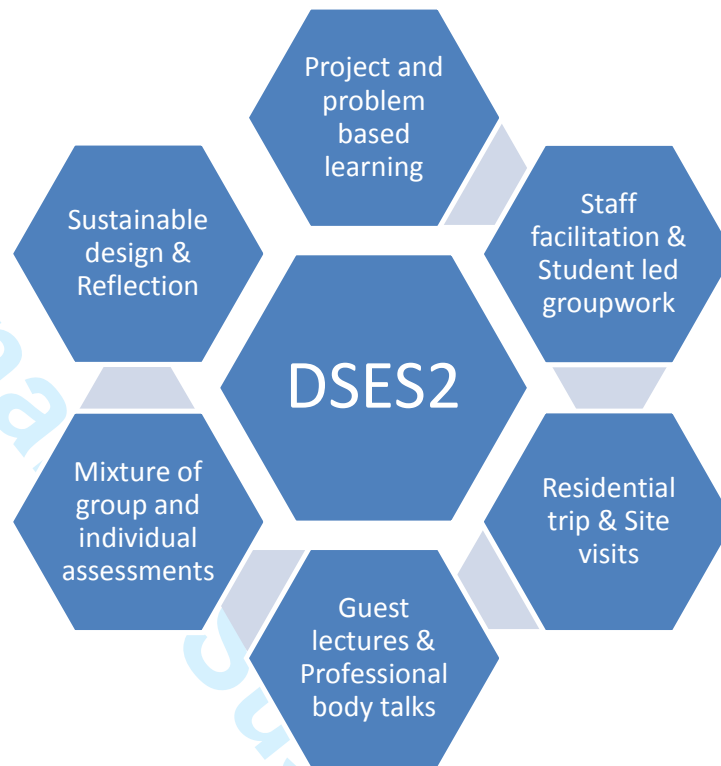 Project and
problem
based
learning
Staff
facilitation &
Student led
groupwork
Residential
trip & Site
visits
Guest
lectures &
Professional
body talks
Mixture of
group and
individual
assessments
Sustainable
design &
Reflection
DSES2